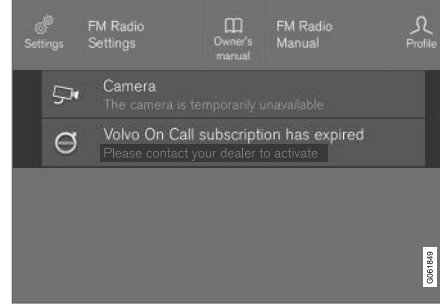 Settings
FM Radio
Settings
Owner's
manual
FM Radio
Manual
Profile
Camera
The camera is temporarily unavailable
Volvo On Call subscription has expired
Please contact your dealer to activate
G061849